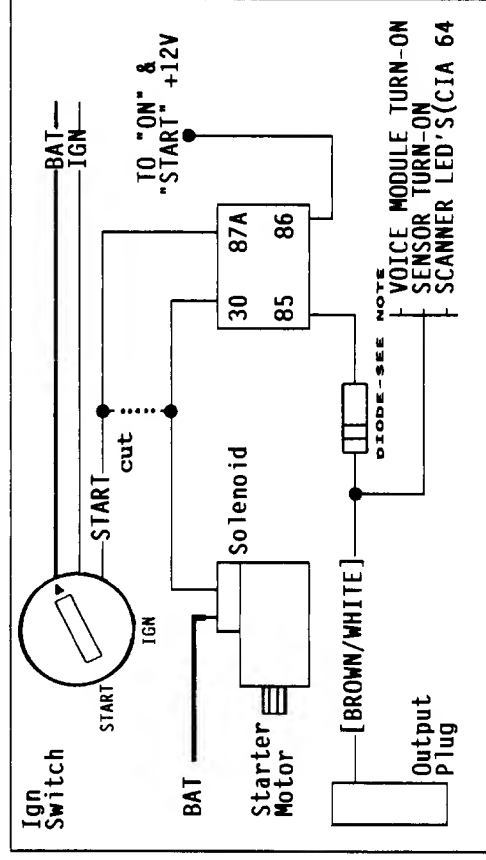 Ign
Switch
START
IGN
BAT
IGN
START
cut
TO "ON" &
"START" +12V
30 87A
85 86
BAT
Solenoid
Starter
Motor
DIODE-SEE NOTE
[BROWN/WHITE]
Output
Plug
VOICE MODULE TURN-ON
SENSOR TURN-ON
SCANNER LED'S(CIA 64